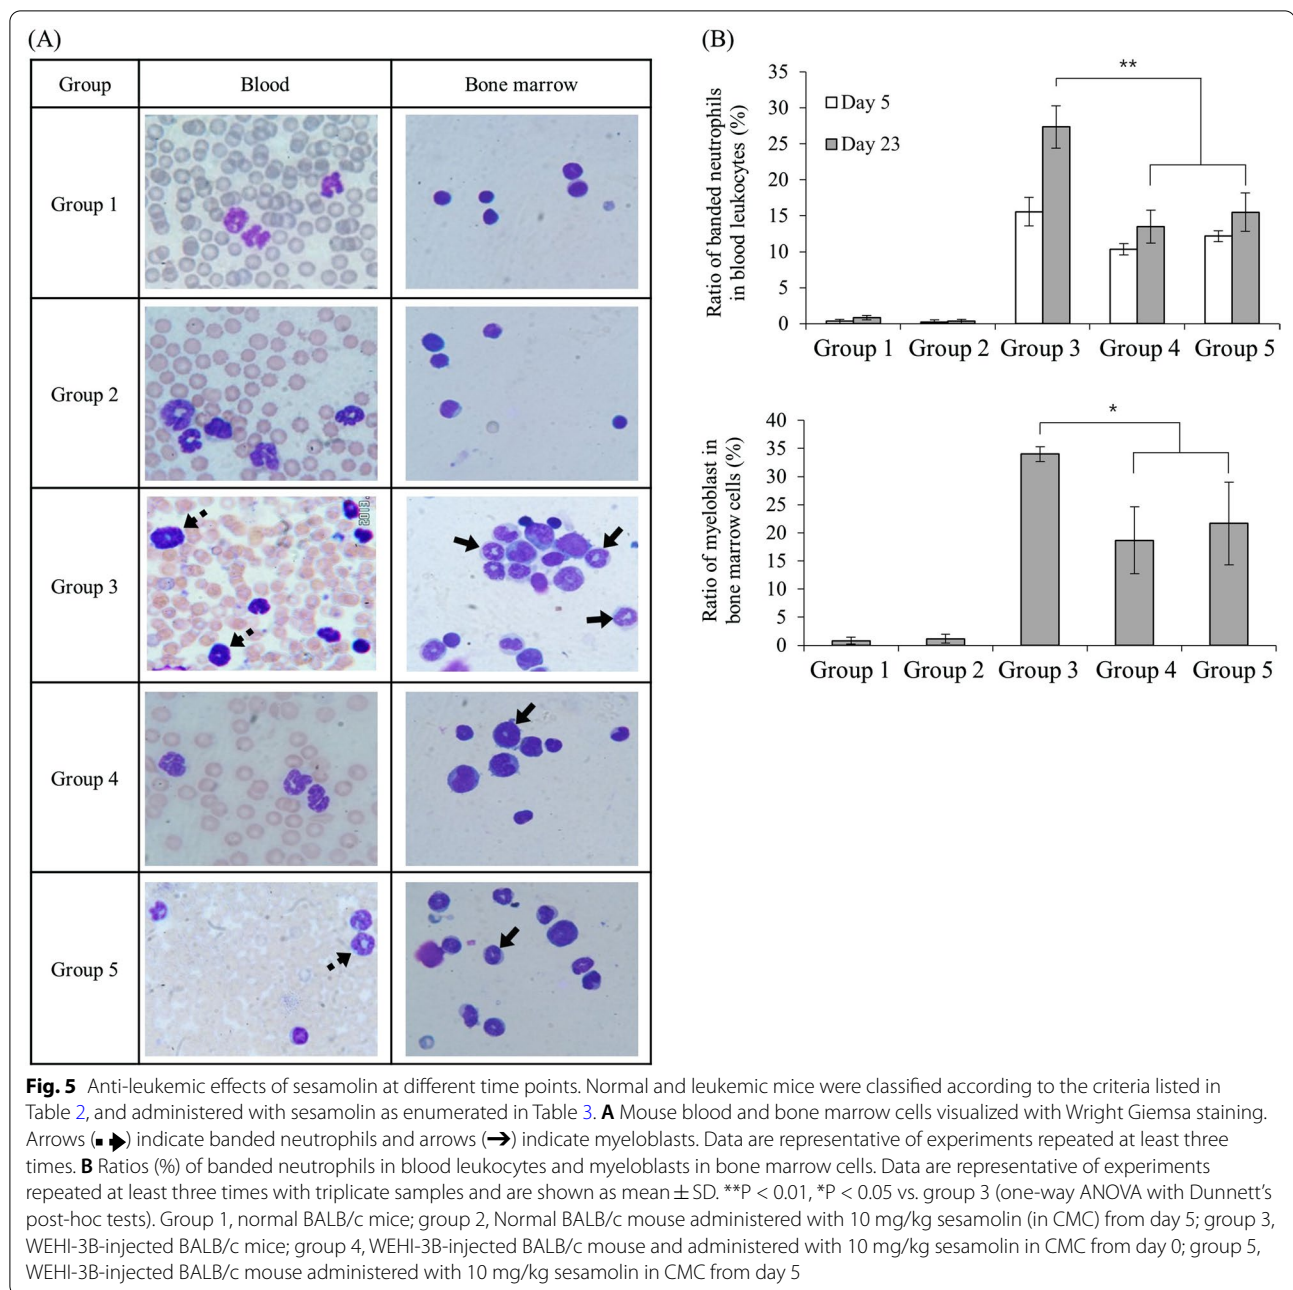 (A)
Group Blood Bone marrow
Group 1
Group 2
Group 3
Group 4
Group 5
(B)
Ratio of banded neutrophils
in blood leukocytes (%)
35
30
25
20
15
10
5
0
Day 5
Day 23
**
Group 1 Group 2 Group 3 Group 4 Group 5
Ratio of myeloblast in
bone marrow cells (%)
40
35
30
25
20
15
10
5
0
*
Group 1 Group 2 Group 3 Group 4 Group 5
Fig. 5 Anti-leukemic effects of sesamolin at different time points. Normal and leukemic mice were classified according to the criteria listed in
Table 2, and administered with sesamolin as enumerated in Table 3. A Mouse blood and bone marrow cells visualized with Wright Giemsa staining.
Arrows (⇢) indicate banded neutrophils and arrows (→) indicate myeloblasts. Data are representative of experiments repeated at least three
times. B Ratios (%) of banded neutrophils in blood leukocytes and myeloblasts in bone marrow cells. Data are representative of experiments
repeated at least three times with triplicate samples and are shown as mean ± SD. **P < 0.01, *P < 0.05 vs. group 3 (one-way ANOVA with Dunnett's
post-hoc tests). Group 1, normal BALB/c mice; group 2, Normal BALB/c mouse administered with 10 mg/kg sesamolin (in CMC) from day 5; group 3,
WEHI-3B-injected BALB/c mice; group 4, WEHI-3B-injected BALB/c mouse and administered with 10 mg/kg sesamolin in CMC from day 0; group 5,
WEHI-3B-injected BALB/c mouse administered with 10 mg/kg sesamolin in CMC from day 5